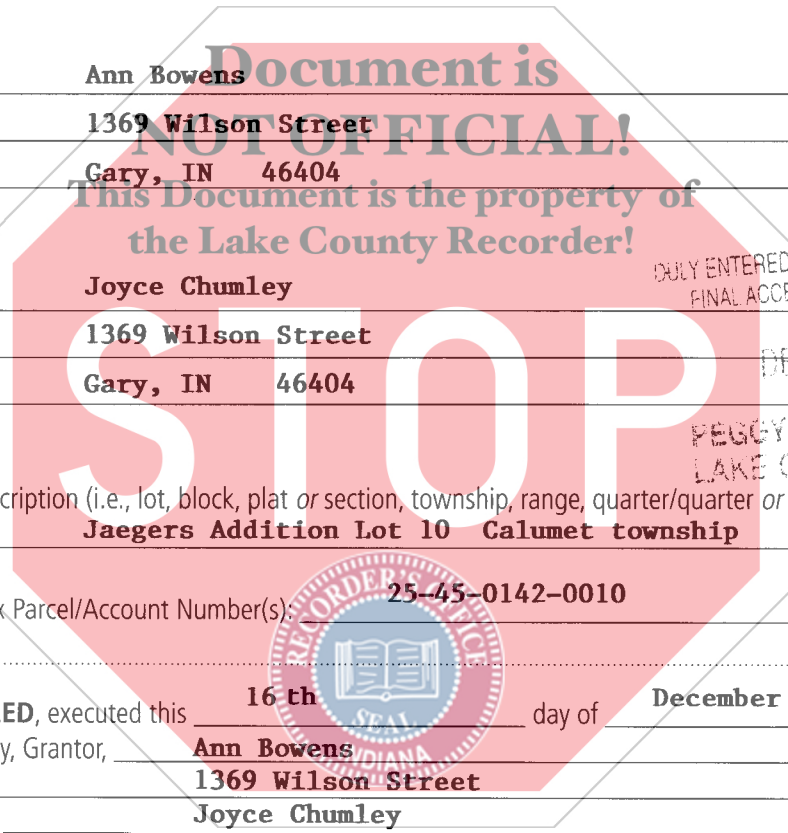 Ann Bowens
Document is
1369 Wilson Street
NOT OFFICIAL!
Gary, IN 46404
This Document is the property of
the Lake County Recorder!
DULY ENTERED
FINAL ACCE
Joyce Chumley
1369 Wilson Street
DE
Gary, IN 46404
STOP
PEGGY
LAKE C
cription (i.e., lot, block, plat or section, township, range, quarter/quarter or
Jaegers Addition Lot 10 Calumet township
x Parcel/Account Number(s): 25-45-0142-0010
RECORDER'S OFFICE
SEAL
INDIANA
ED, executed this 16 th day of December
y, Grantor, Ann Bowens
1369 Wilson Street
Joyce Chumley